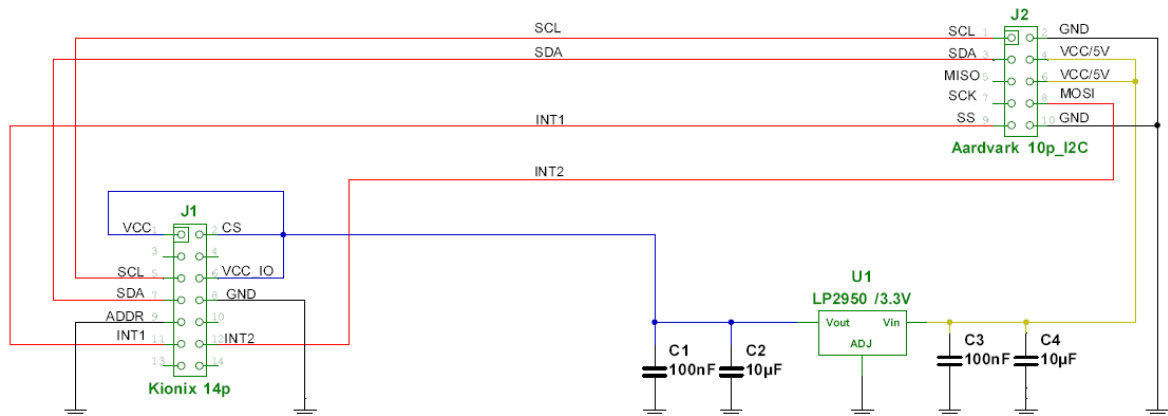 J2
SCL
SCL 1 2 GND
SDA
SDA 3 4 VCC/5V
MISO 5 6 VCC/5V
SCK 7 8 MOSI
INT1
SS 9 10 GND
Aardvark 10p_I2C
INT2
J1
VCC 1 2 CS
3 4
SCL 5 6 VCC_IO
SDA 7 8 GND
ADDR 9 10
INT1 11 12 INT2
13 14
Kionix 14p
U1
LP2950 /3.3V
Vout Vin
ADJ
C1
100nF
C2
10µF
C3
100nF
C4
10µF